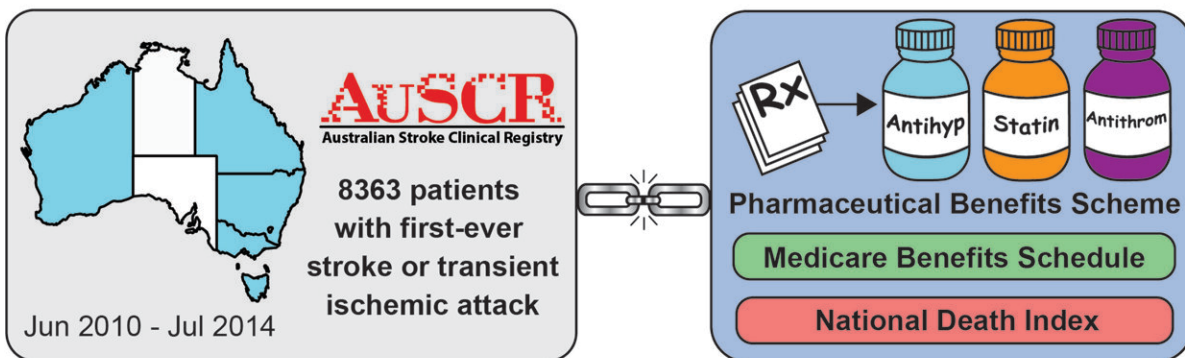 AuSCR
Australian Stroke Clinical Registry
8363 patients
with first-ever
stroke or transient
ischemic attack
Jun 2010 - Jul 2014
Rx
Antihyp
Statin
Antithrom
Pharmaceutical Benefits Scheme
Medicare Benefits Schedule
National Death Index